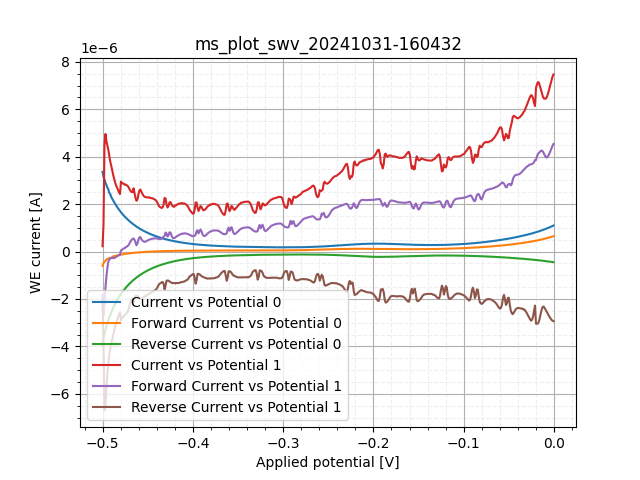 ms_plot_swv_20241031-160432
1e−6
8
6
4
2
0
−2
−4
−6
WE current [A]
Current vs Potential 0
Forward Current vs Potential 0
Reverse Current vs Potential 0
Current vs Potential 1
Forward Current vs Potential 1
Reverse Current vs Potential 1
−0.5 −0.4 −0.3 −0.2 −0.1 0.0
Applied potential [V]